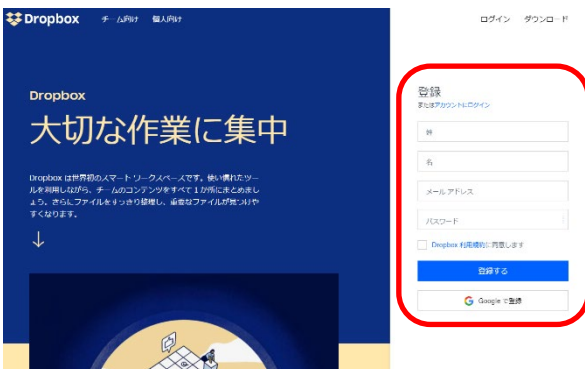 Dropbox チーム向け 個人向け ログイン ダウンロード
Dropbox
大切な作業に集中
Dropbox は世界初のスマート ワークスペースです。使い慣れたツー
ルを利用しながら、チームのコンテンツをすべて 1 か所にまとめまし
ょう。さらにファイルをすっきり整理し、重要なファイルが見つけや
すくなります。
↓
登録
またはアカウントにログイン
姓
名
メール アドレス
パスワード
Dropbox 利用規約に同意します
登録する
Google で登録